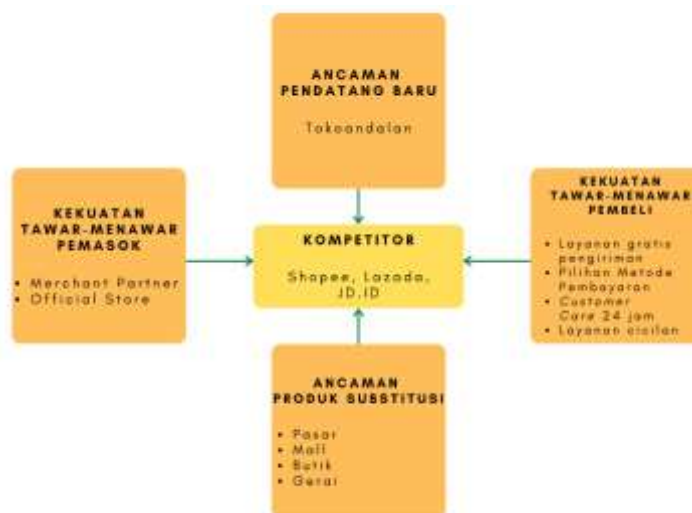 ANCAMAN
PENDATANG BARU
Tokoandalan
KEKUATAN
TAWAR-MENAWAR
PEMASOK
• Merchant Partner
• Official Store
KOMPETITOR
Shopee, Lazada,
JD.ID
KEKUATAN
TAWAR-MENAWAR
PEMBELI
• Layanan gratis
pengiriman
• Pilihan Metode
Pembayaran
• Customer
Care 24 jam
• Layanan cicilan
ANCAMAN
PRODUK SUBSTITUSI
• Pasar
• Mall
• Butik
• Gerai